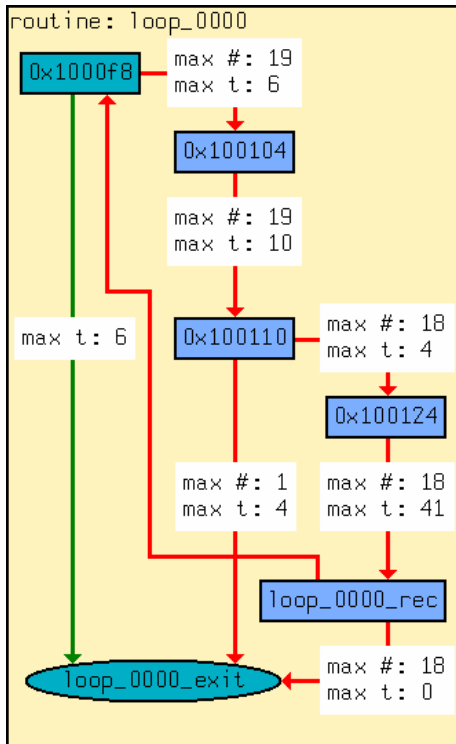 routine: loop_0000
0x1000f8
max #: 19
max t: 6
0x100104
max #: 19
max t: 10
max t: 6
0x100110
max #: 18
max t: 4
0x100124
max #: 1
max t: 4
max #: 18
max t: 41
loop_0000_rec
loop_0000_exit
max #: 18
max t: 0